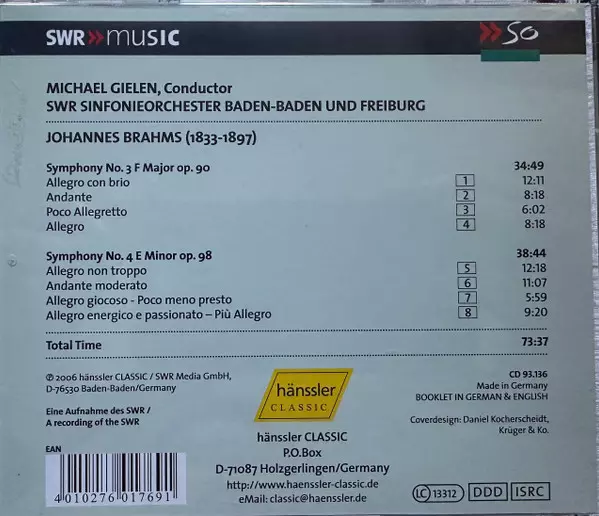 SWR»music
»50
MICHAEL GIELEN, Conductor
SWR SINFONIEORCHESTER BADEN-BADEN UND FREIBURG
JOHANNES BRAHMS (1833-1897)
Symphony No. 3 F Major op. 90 34:49
Allegro con brio 1 12:11
Andante 2 8:18
Poco Allegretto 3 6:02
Allegro 4 8:18
Symphony No. 4 E Minor op. 98 38:44
Allegro non troppo 5 12:18
Andante moderato 6 11:07
Allegro giocoso - Poco meno presto 7 5:59
Allegro energico e passionato – Più Allegro 8 9:20
Total Time 73:37
℗ 2006 hänssler CLASSIC / SWR Media GmbH,
D-76530 Baden-Baden/Germany
Eine Aufnahme des SWR /
A recording of the SWR
EAN
4 010276 017691
hänssler
CLASSIC
hänssler CLASSIC
P.O.Box
D-71087 Holzgerlingen/Germany
http://www.haenssler-classic.de
eMail: classic@haenssler.de
CD 93.136
Made in Germany
BOOKLET IN GERMAN & ENGLISH
Coverdesign: Daniel Kocherscheidt,
Krüger & Ko.
LC 13312 DDD ISRC